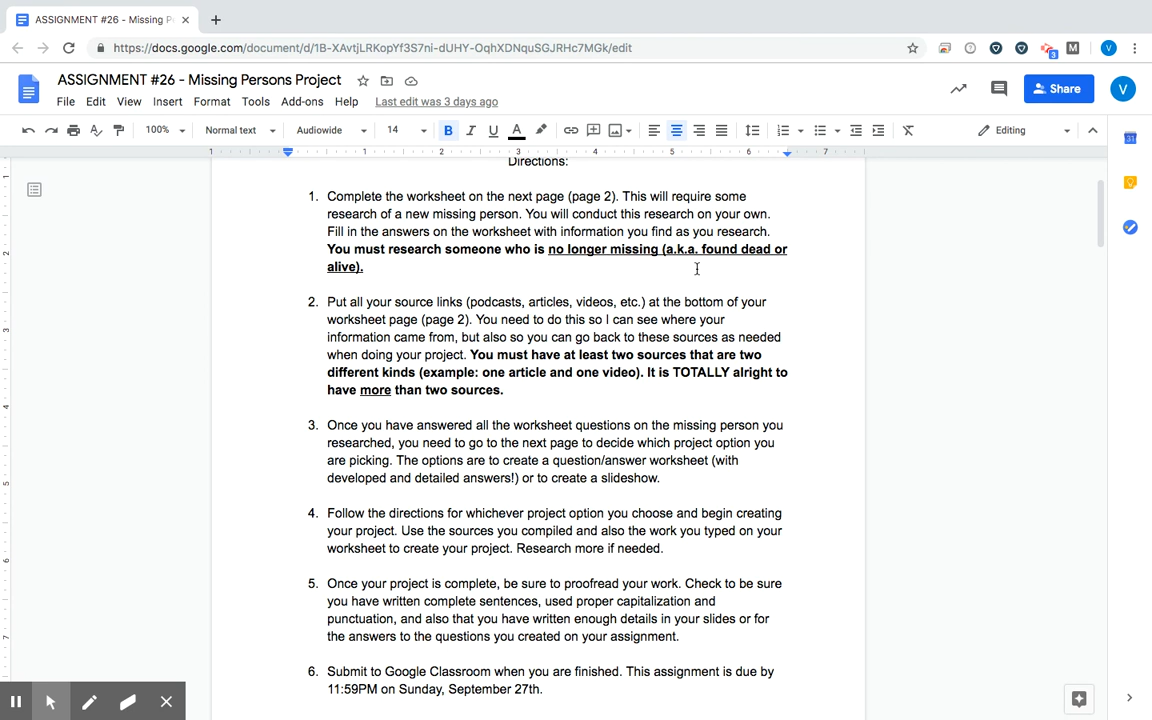 ASSIGNMENT #26 - Missing Pe
https://docs.google.com/document/d/1B-XAvtjLRKopYf3S7ni-dUHY-OqhXDNquSGJRHc7MGk/edit
3
M
V
ASSIGNMENT #26 - Missing Persons Project
File Edit View Insert Format Tools Add-ons Help Last edit was 3 days ago
Share
V
100% Normal text Audiowide 14 B I U A Editing
31
1 1 2 3 4 5 6 7
Directions:
1. Complete the worksheet on the next page (page 2). This will require some
research of a new missing person. You will conduct this research on your own.
Fill in the answers on the worksheet with information you find as you research.
You must research someone who is no longer missing (a.k.a. found dead or
alive).
2. Put all your source links (podcasts, articles, videos, etc.) at the bottom of your
worksheet page (page 2). You need to do this so I can see where your
information came from, but also so you can go back to these sources as needed
when doing your project. You must have at least two sources that are two
different kinds (example: one article and one video). It is TOTALLY alright to
have more than two sources.
3. Once you have answered all the worksheet questions on the missing person you
researched, you need to go to the next page to decide which project option you
are picking. The options are to create a question/answer worksheet (with
developed and detailed answers!) or to create a slideshow.
4. Follow the directions for whichever project option you choose and begin creating
your project. Use the sources you compiled and also the work you typed on your
worksheet to create your project. Research more if needed.
5. Once your project is complete, be sure to proofread your work. Check to be sure
you have written complete sentences, used proper capitalization and
punctuation, and also that you have written enough details in your slides or for
the answers to the questions you created on your assignment.
6. Submit to Google Classroom when you are finished. This assignment is due by
11:59PM on Sunday, September 27th.